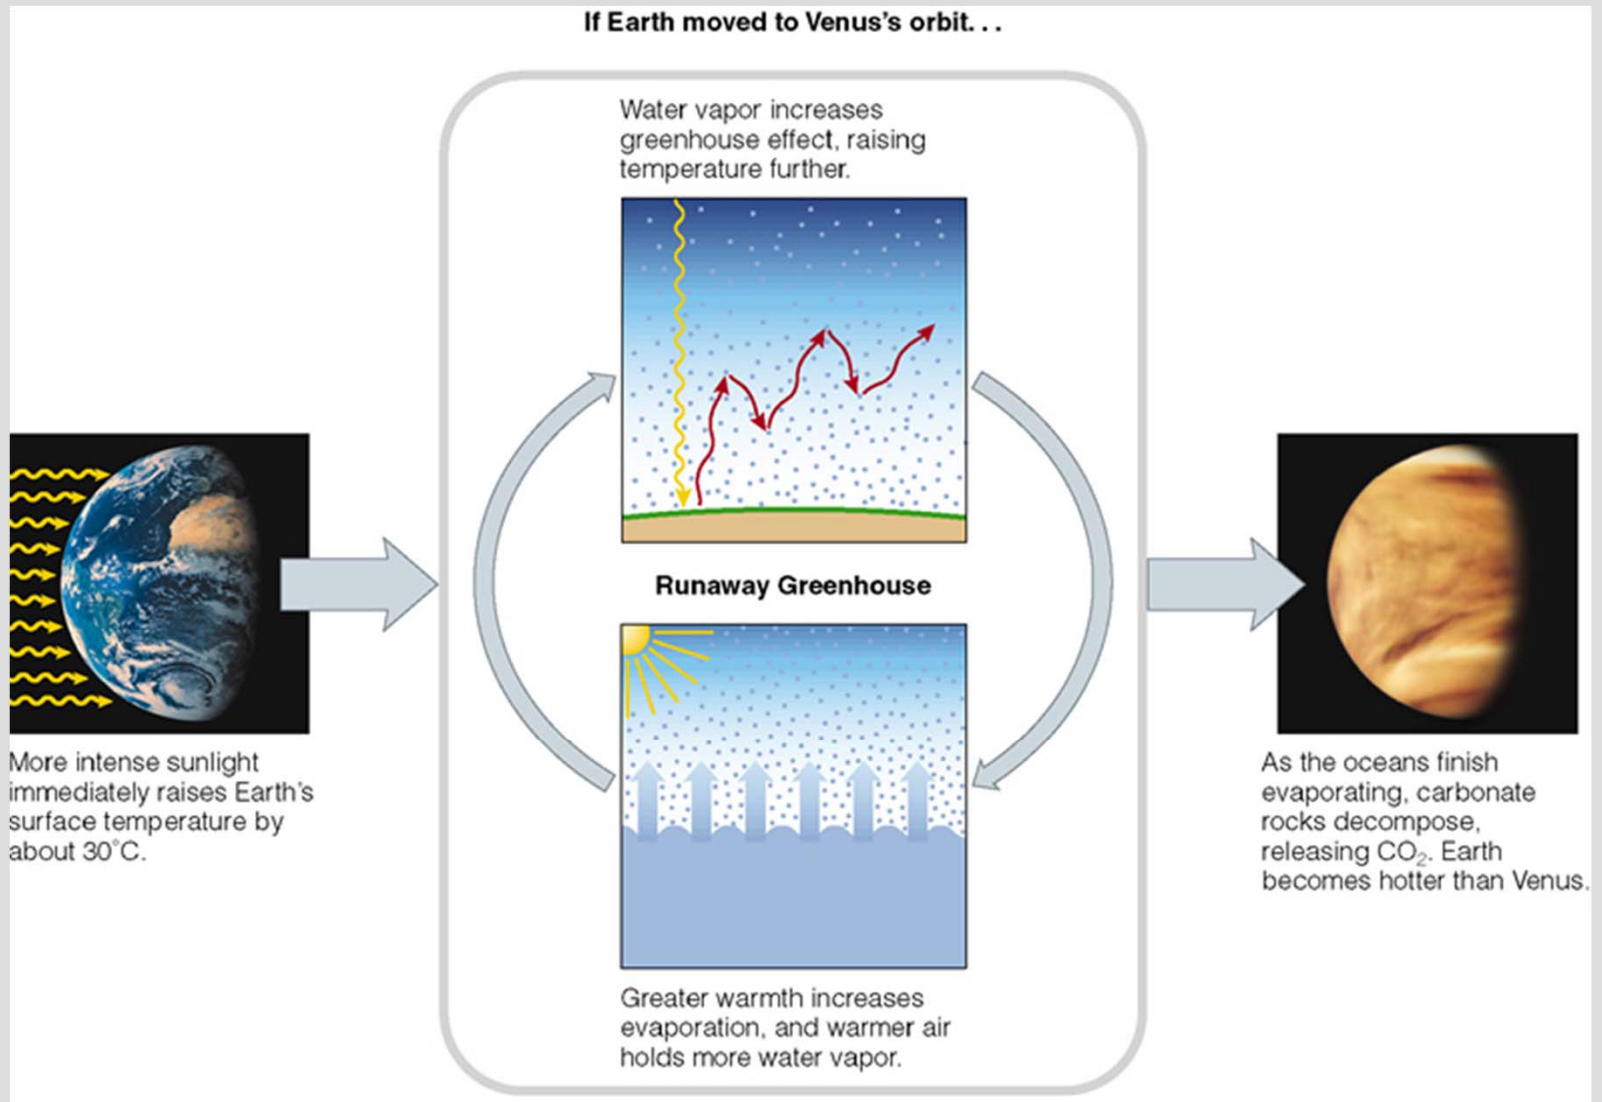 If Earth moved to Venus's orbit. . .
Water vapor increases
greenhouse effect, raising
temperature further.
Runaway Greenhouse
More intense sunlight
immediately raises Earth's
surface temperature by
about 30°C.
As the oceans finish
evaporating, carbonate
rocks decompose,
releasing CO₂. Earth
becomes hotter than Venus.
Greater warmth increases
evaporation, and warmer air
holds more water vapor.